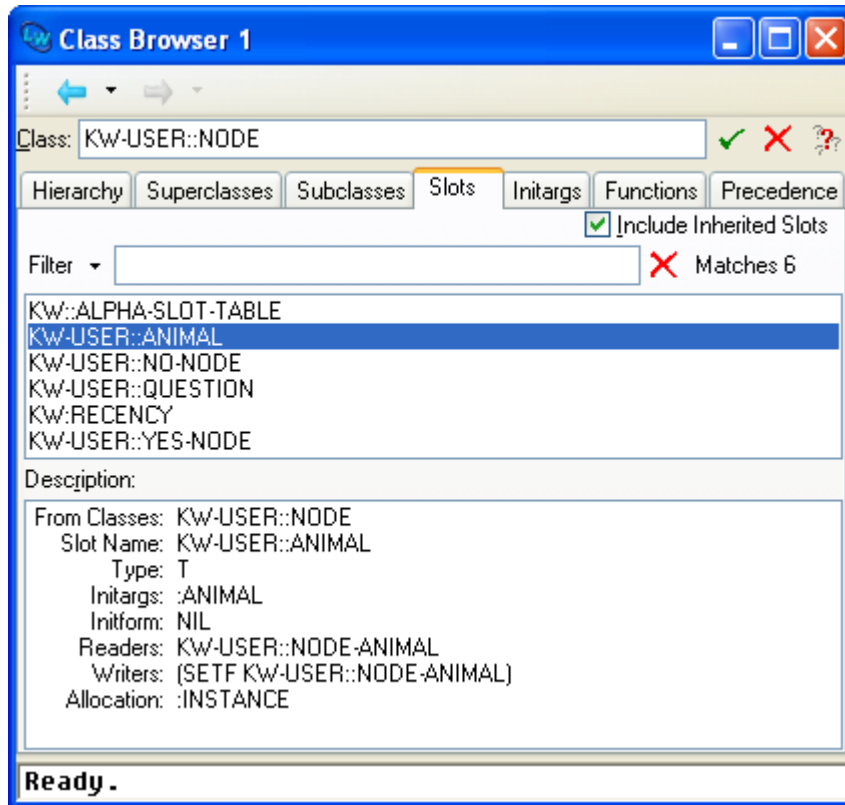 Class Browser 1
Class: KW-USER::NODE
Hierarchy Superclasses Subclasses Slots Initargs Functions Precedence
Include Inherited Slots
Filter Matches 6
KW::ALPHA-SLOT-TABLE
KW-USER::ANIMAL
KW-USER::NO-NODE
KW-USER::QUESTION
KW:RECENCY
KW-USER::YES-NODE
Description:
From Classes: KW-USER::NODE
Slot Name: KW-USER::ANIMAL
Type: T
Initargs: :ANIMAL
Initform: NIL
Readers: KW-USER::NODE-ANIMAL
Writers: (SETF KW-USER::NODE-ANIMAL)
Allocation: :INSTANCE
Ready.